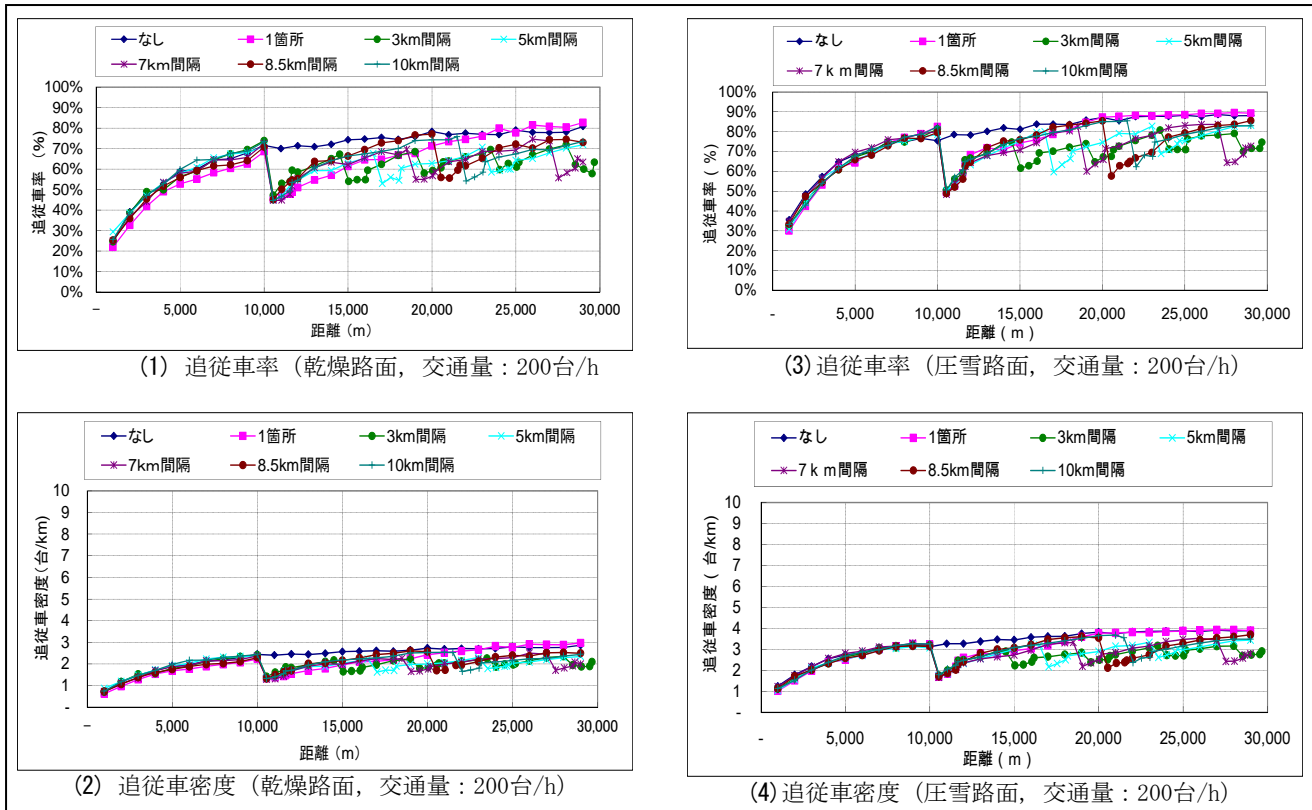 なし 1箇所 3km間隔 5km間隔
7km間隔 8.5km間隔 10km間隔
追従車率 (%)
100%
90%
80%
70%
60%
50%
40%
30%
20%
10%
0%
- 5,000 10,000 15,000 20,000 25,000 30,000
距離 (m)
(1) 追従車率 (乾燥路面, 交通量:200台/h
なし 1箇所 3km間隔 5km間隔
7km間隔 8.5km間隔 10km間隔
追従車率 (%)
100%
90%
80%
70%
60%
50%
40%
30%
20%
10%
0%
- 5,000 10,000 15,000 20,000 25,000 30,000
距離 (m)
(3) 追従車率 (圧雪路面, 交通量:200台/h)
なし 1箇所 3km間隔 5km間隔
7km間隔 8.5km間隔 10km間隔
追従車密度 (台/km)
10
9
8
7
6
5
4
3
2
1
-
- 5,000 10,000 15,000 20,000 25,000 30,000
距離 (m)
(2) 追従車密度 (乾燥路面, 交通量:200台/h)
なし 1箇所 3km間隔 5km間隔
7km間隔 8.5km間隔 10km間隔
追従車密度 (台/km)
10
9
8
7
6
5
4
3
2
1
-
- 5,000 10,000 15,000 20,000 25,000 30,000
距離 (m)
(4) 追従車密度 (圧雪路面, 交通量:200台/h)